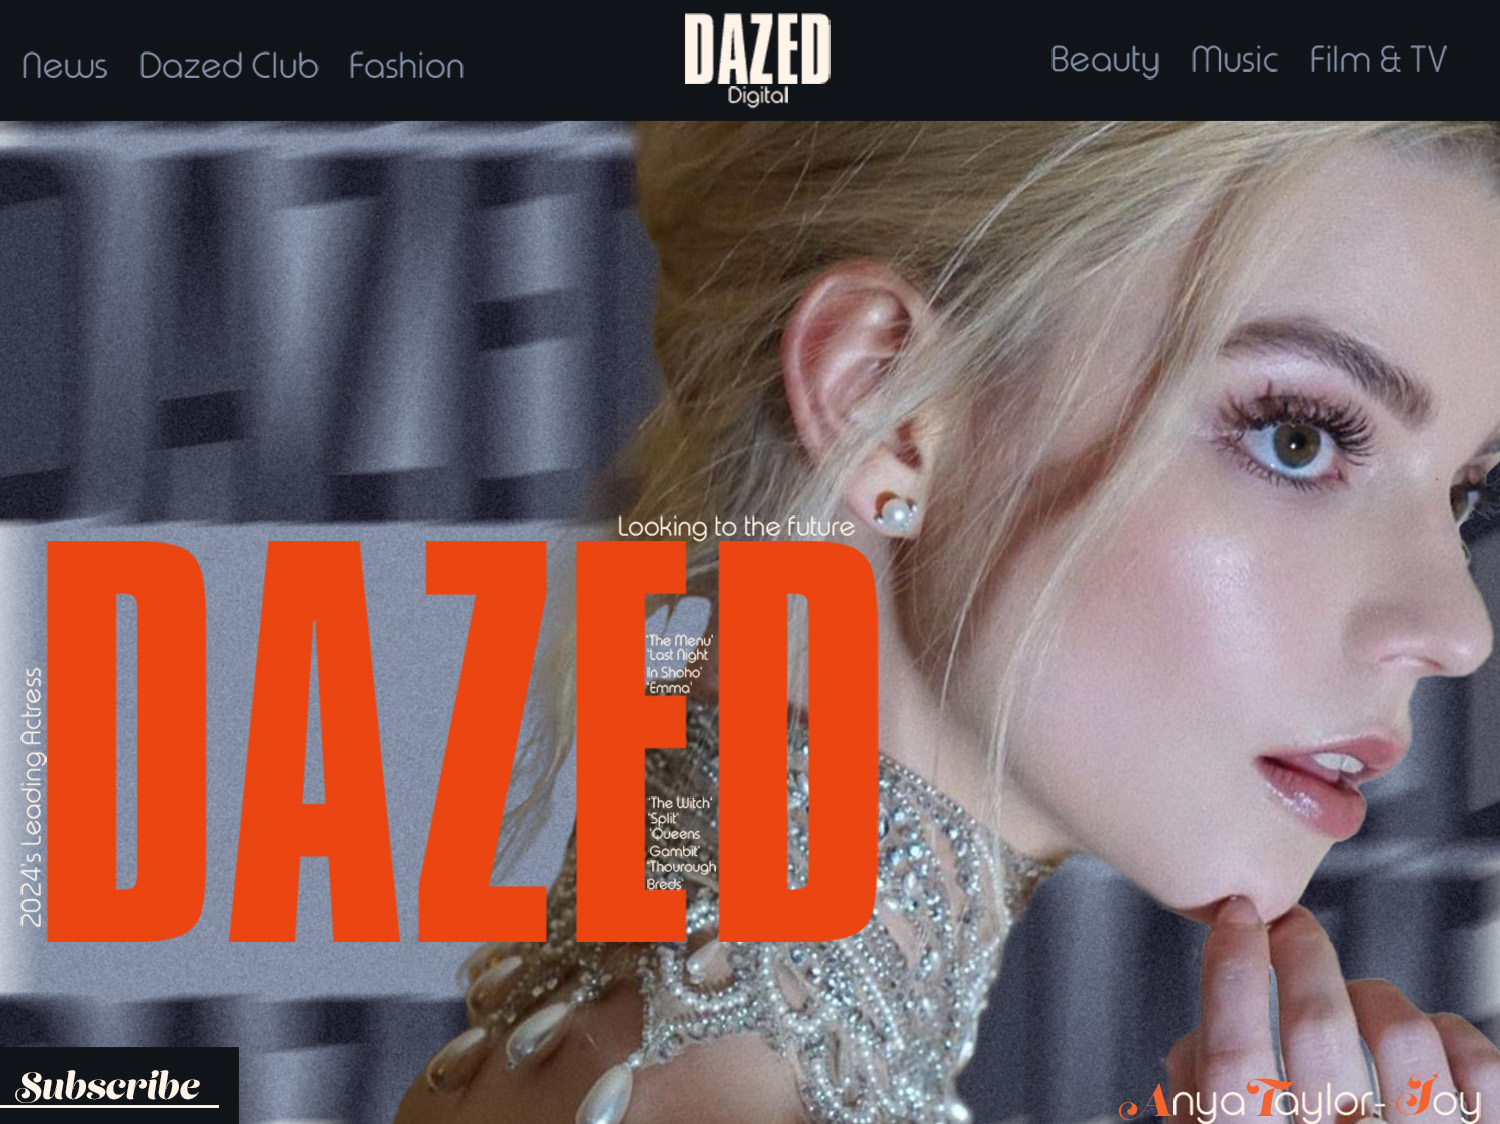 News Dazed Club Fashion
DAZED
Digital
Beauty Music Film & TV
Looking to the future
DAZED
'The Menu'
'Last Night
In Shoho'
'Emma'
'The Witch'
'Split'
'Queens
Gambit'
'Thourough
Breds'
2024's Leading Actress
Subscribe
Anya Taylor- Joy